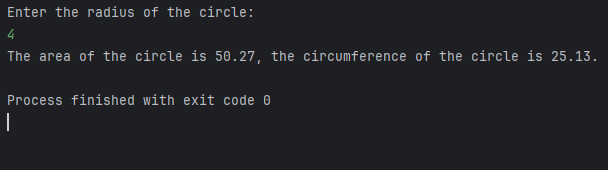 Enter the radius of the circle:
4
The area of the circle is 50.27, the circumference of the circle is 25.13.
Process finished with exit code 0